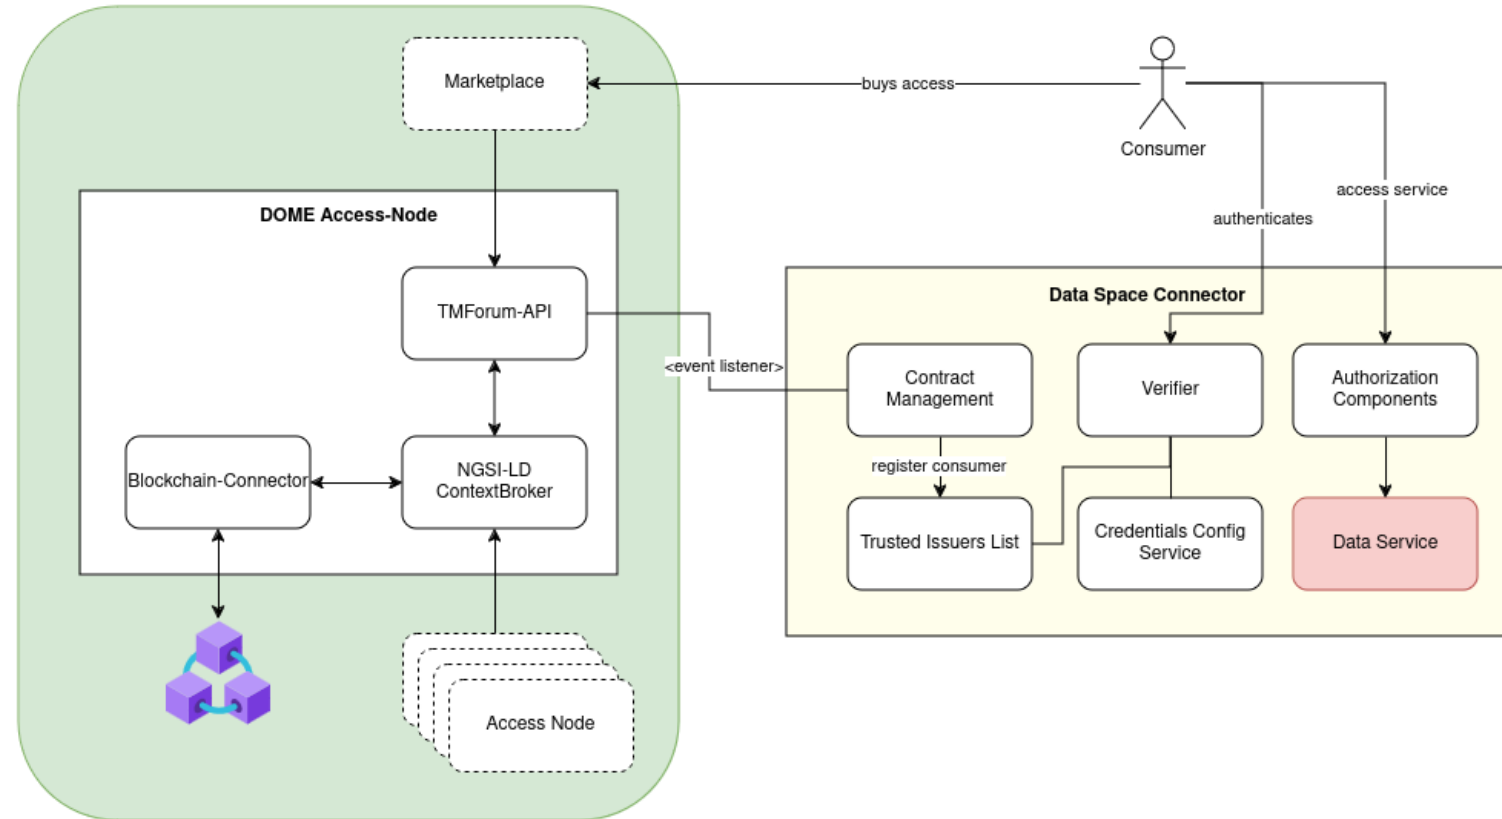 Marketplace
buys access
Consumer
access service
authenticates
DOME Access-Node
TMForum-API
<event listener>
Data Space Connector
Contract
Management
Verifier
Authorization
Components
register consumer
Blockchain-Connector
NGSI-LD
ContextBroker
Trusted Issuers List
Credentials Config
Service
Data Service
Access Node